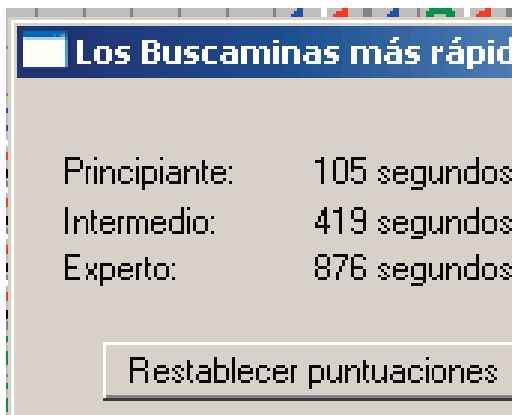 Los Buscaminas más rápid
Principiante: 105 segundos
Intermedio: 419 segundos
Experto: 876 segundos
Restablecer puntuaciones